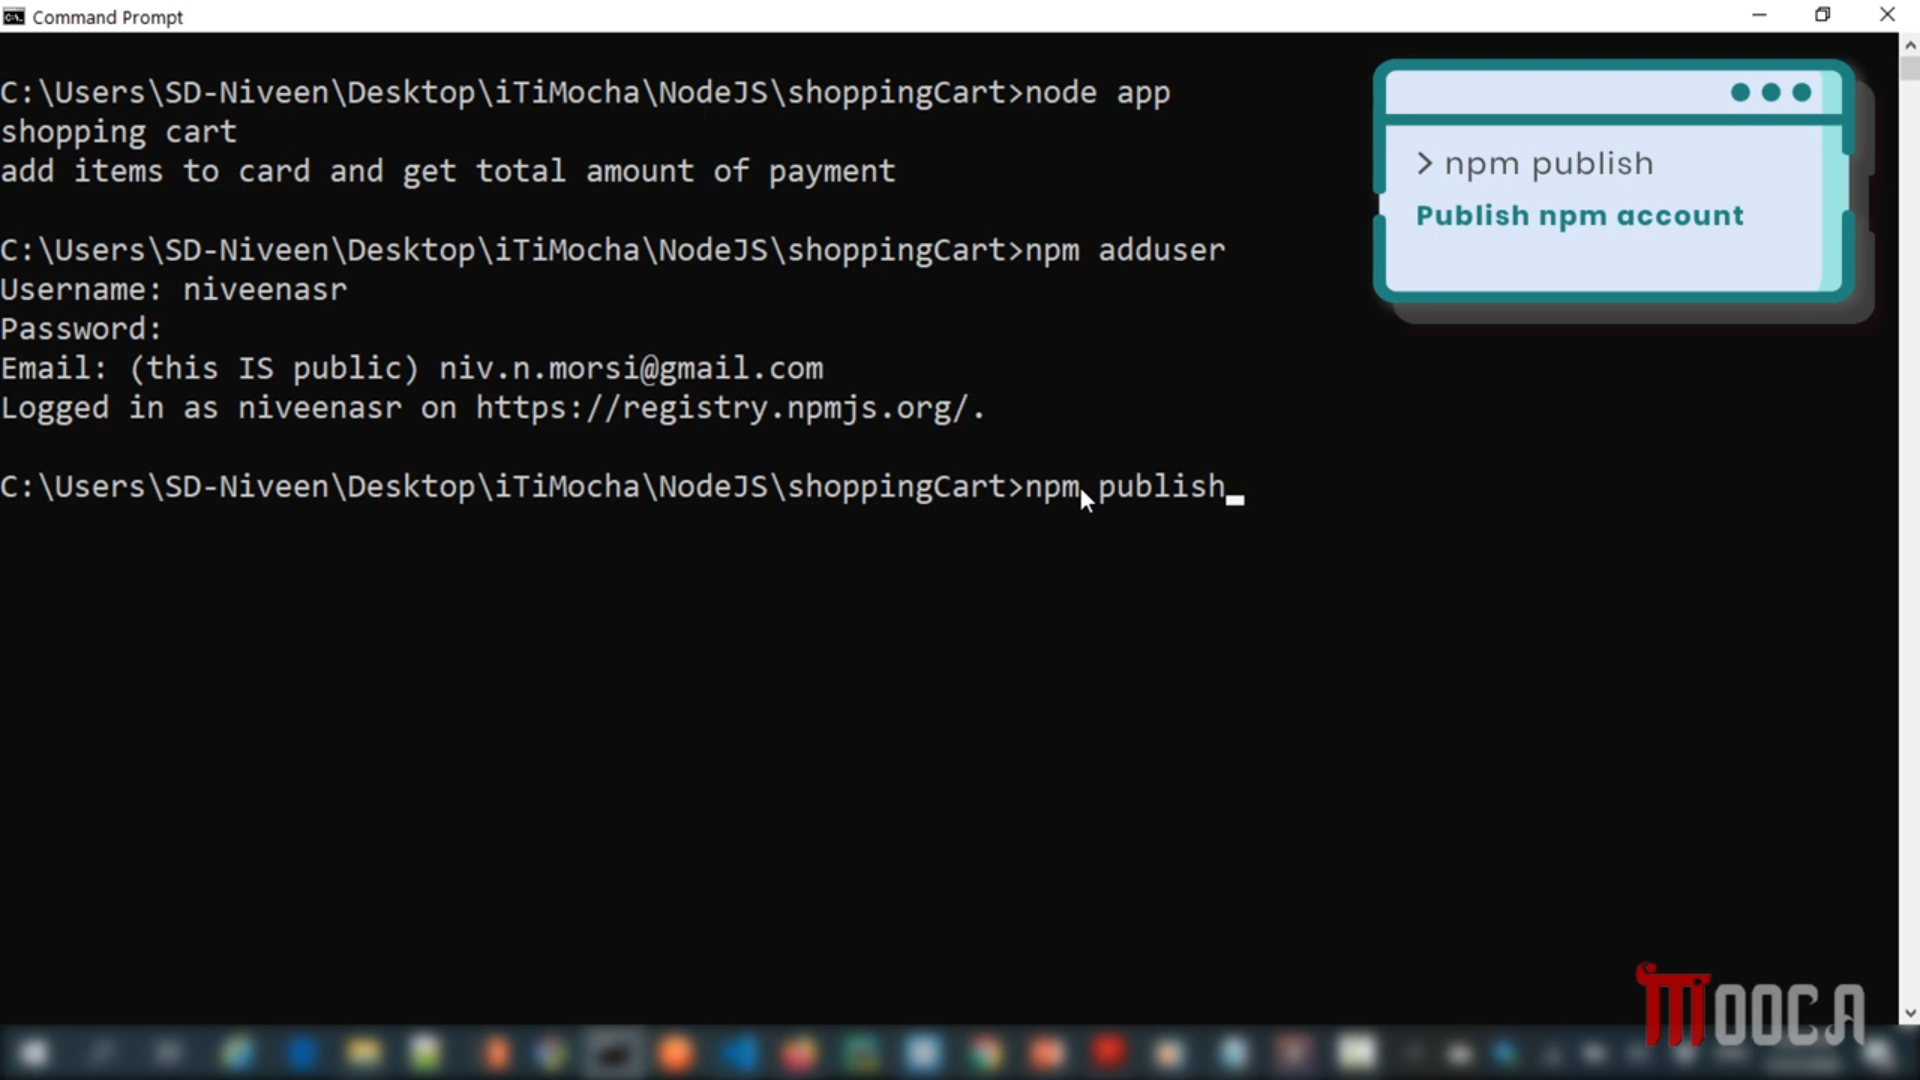 Command Prompt
C:\Users\SD-Niveen\Desktop\iTiMocha\NodeJS\shoppingCart>node app
shopping cart
add items to card and get total amount of payment
C:\Users\SD-Niveen\Desktop\iTiMocha\NodeJS\shoppingCart>npm adduser
Username: niveenasr
Password:
Email: (this IS public) niv.n.morsi@gmail.com
Logged in as niveenasr on https://registry.npmjs.org/.
C:\Users\SD-Niveen\Desktop\iTiMocha\NodeJS\shoppingCart>npm publish
> npm publish
Publish npm account
MOOCA